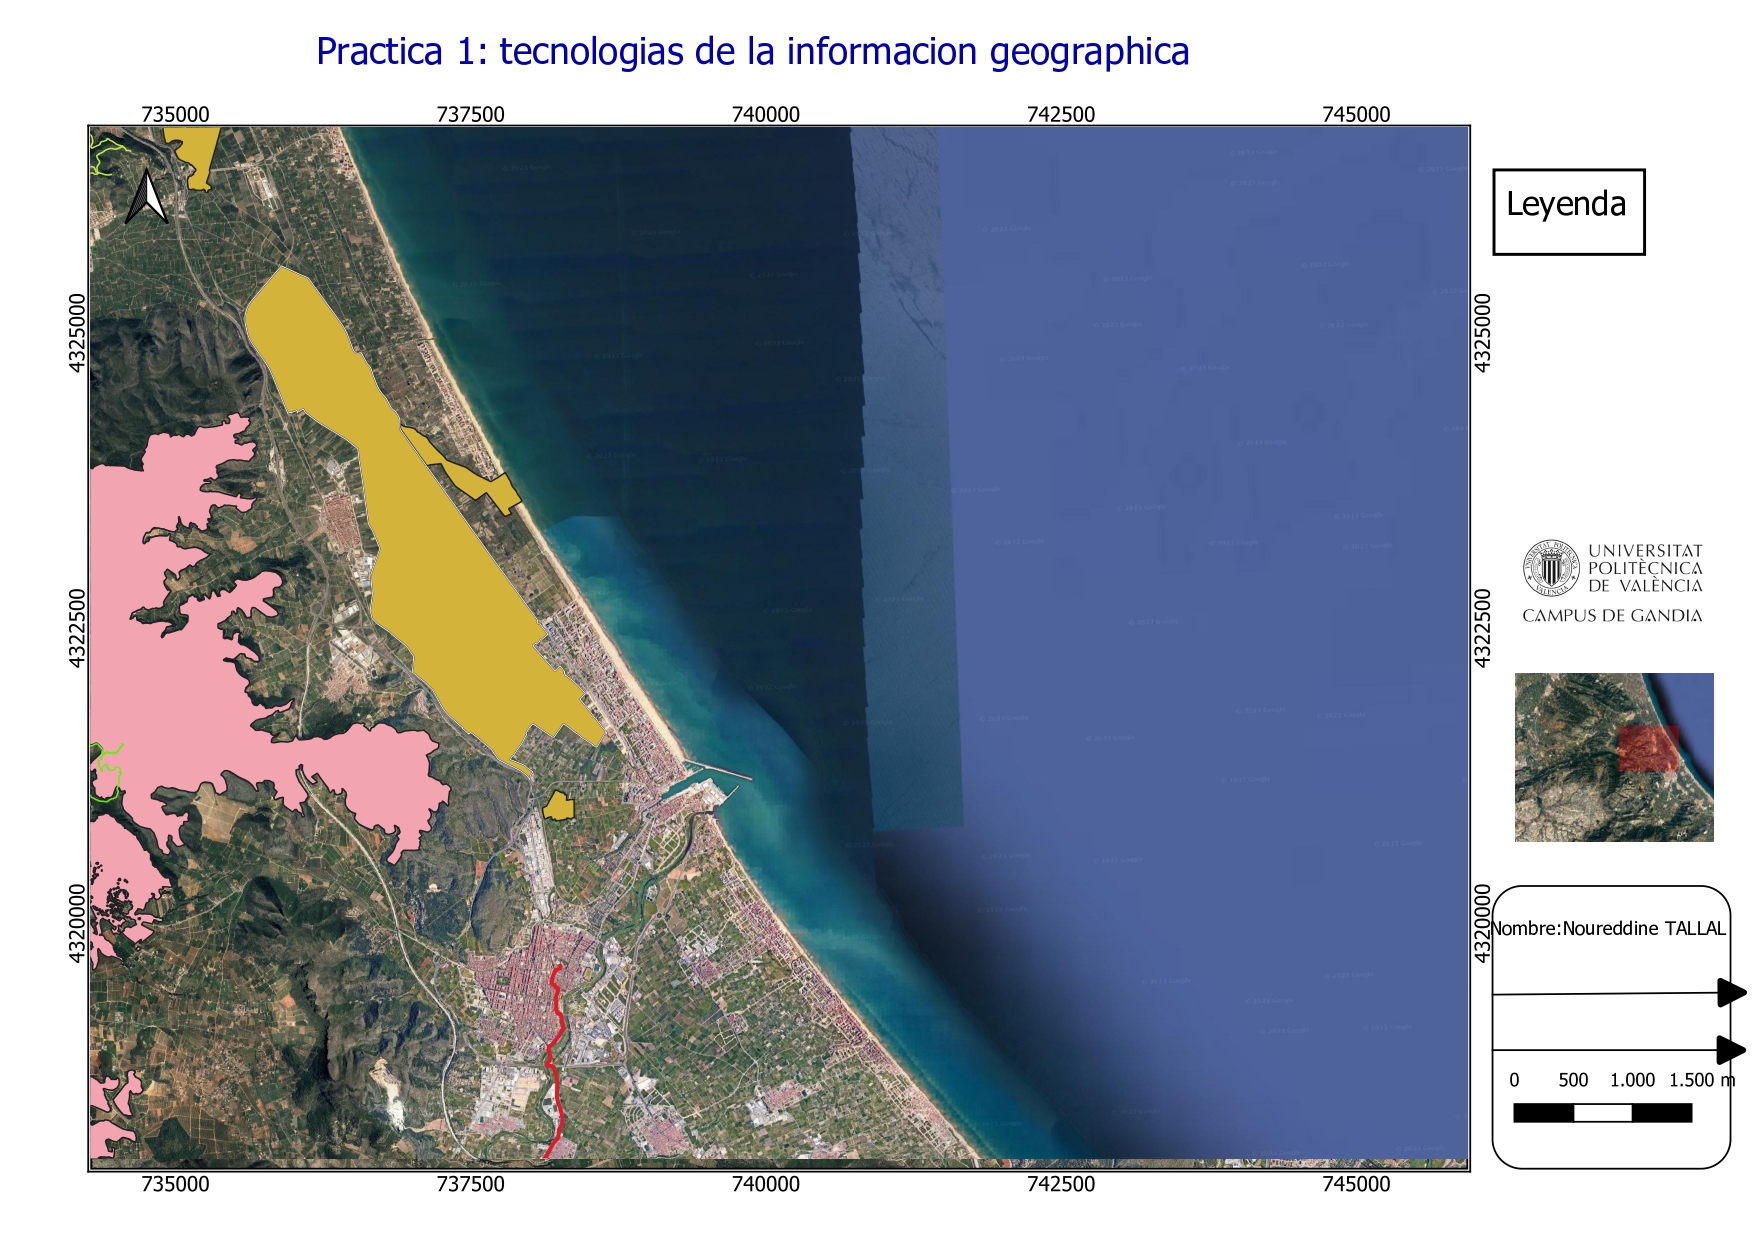 Practica 1: tecnologias de la informacion geographica
735000 737500 740000 742500 745000
4325000
4322500
4320000
4325000
4322500
4320000
735000 737500 740000 742500 745000
Leyenda
UNIVERSITAT
POLITÈCNICA
DE VALÈNCIA
CAMPUS DE GANDIA
Nombre:Noureddine TALLAL
0 500 1.000 1.500 m